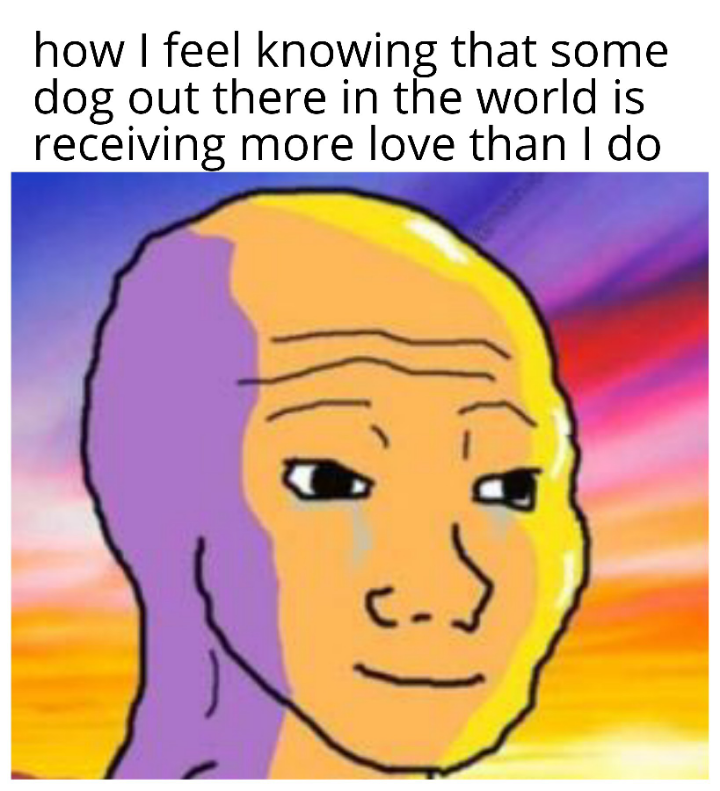 how I feel knowing that some
dog out there in the world is
receiving more love than I do